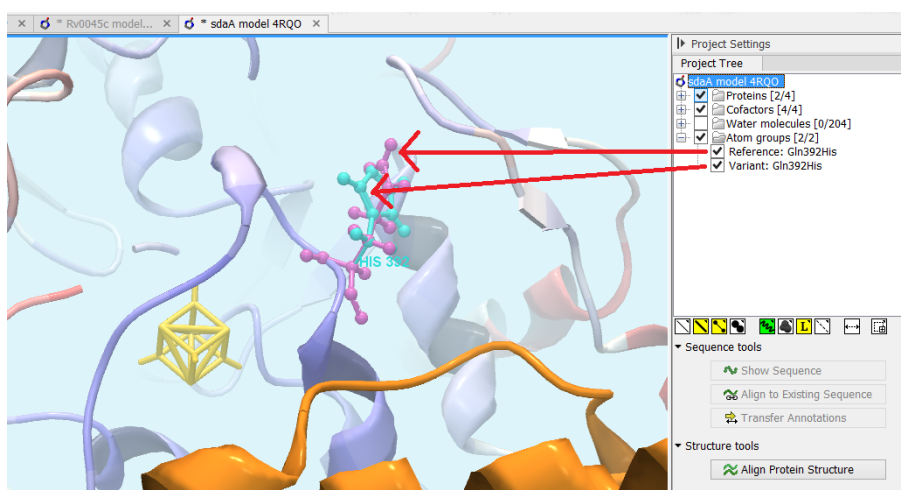 * Rv0045c model...
* sdaA model 4RQO
Project Settings
Project Tree
sdaA model 4RQO
Proteins [2/4]
Cofactors [4/4]
Water molecules [0/204]
Atom groups [2/2]
Reference: Gln392His
Variant: Gln392His
HIS 392
L
Sequence tools
Show Sequence
Align to Existing Sequence
Transfer Annotations
Structure tools
Align Protein Structure